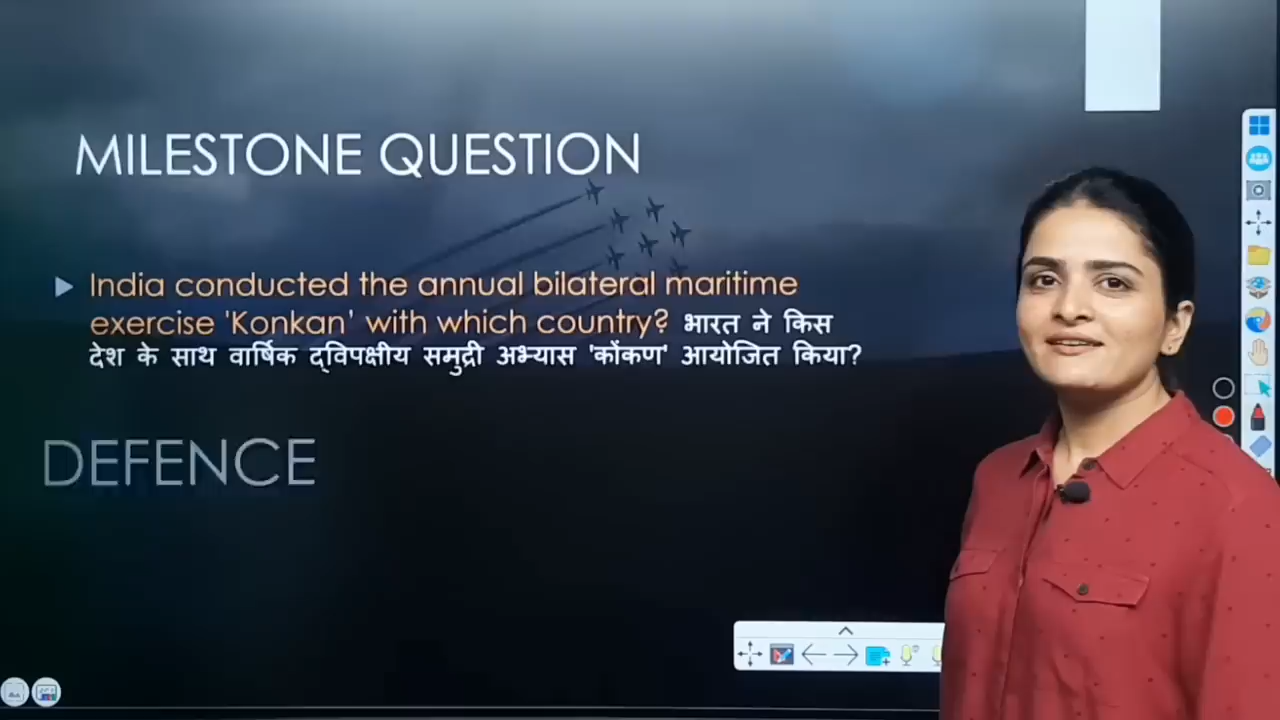 MILESTONE QUESTION
India conducted the annual bilateral maritime
exercise 'Konkan' with which country? भारत ने किस
देश के साथ वार्षिक द्विपक्षीय समुद्री अभ्यास 'कोंकण' आयोजित किया?
DEFENCE